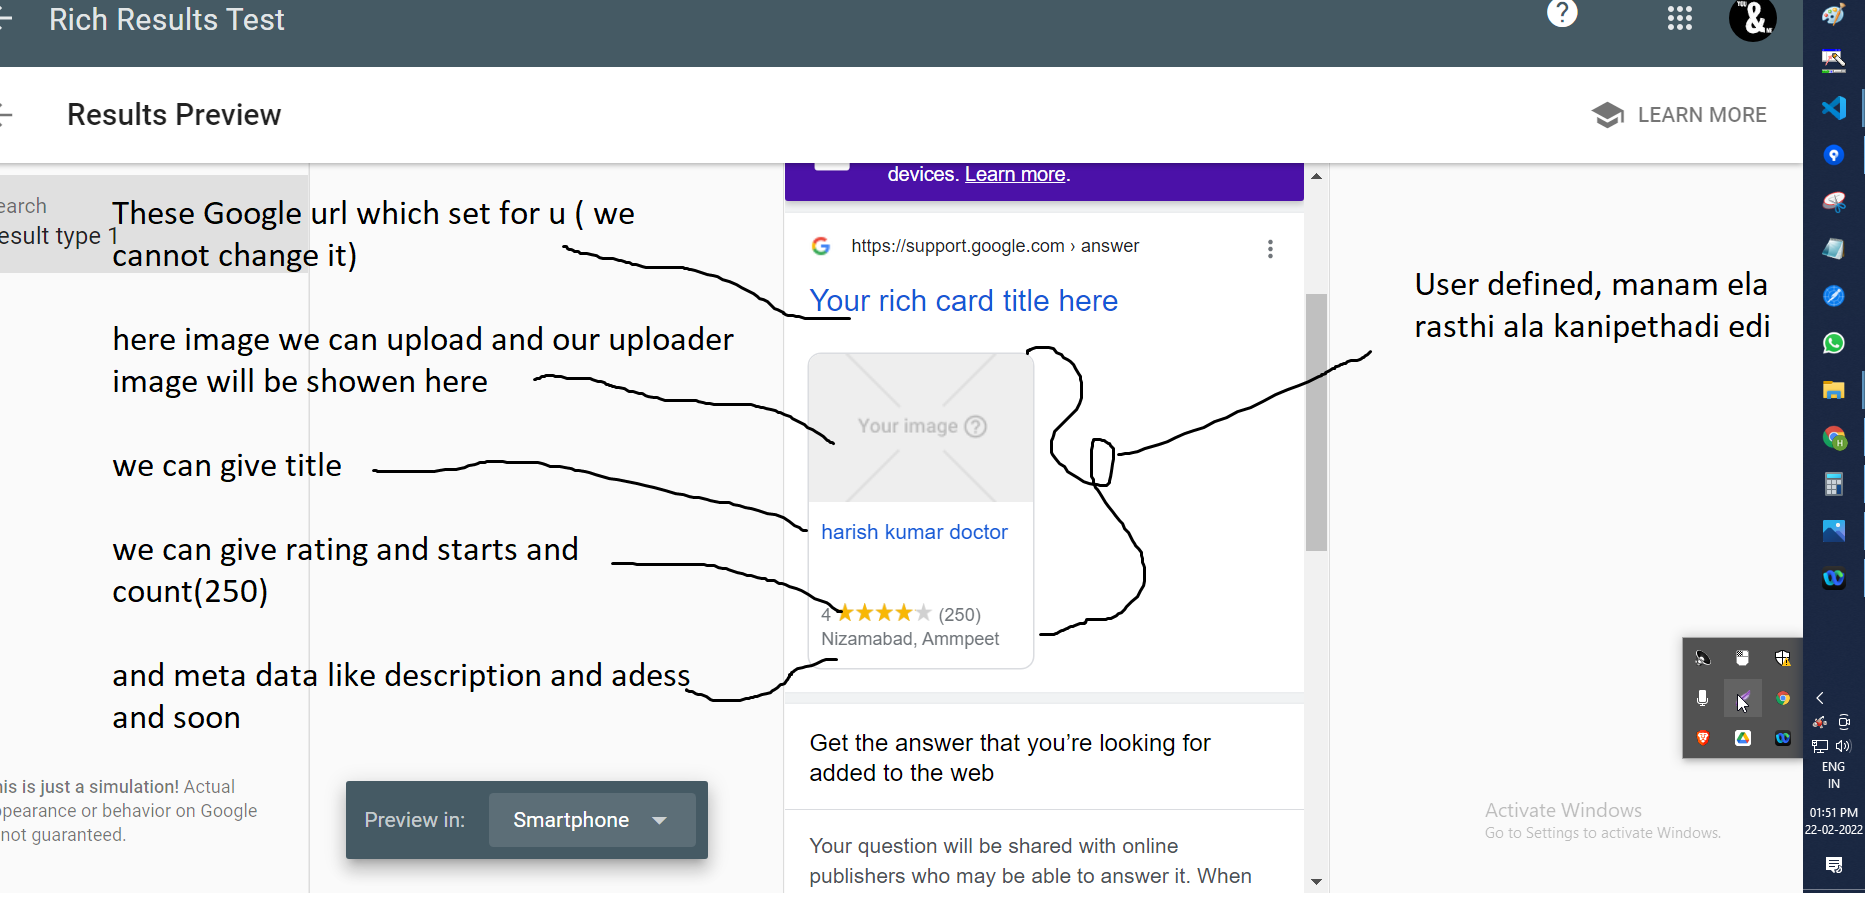 Rich Results Test
?
YOU & ME
Results Preview
LEARN MORE
earch
esult type 1
These Google url which set for u ( we
cannot change it)
here image we can upload and our uploader
image will be showen here
we can give title
we can give rating and starts and
count(250)
and meta data like description and adess
and soon
his is just a simulation! Actual
ppearance or behavior on Google
not guaranteed.
Preview in:
Smartphone
devices. Learn more.
https://support.google.com › answer
Your rich card title here
Your image ?
harish kumar doctor
4 ★★★★★ (250)
Nizamabad, Ammpeet
Get the answer that you’re looking for
added to the web
Your question will be shared with online
publishers who may be able to answer it. When
User defined, manam ela
rasthi ala kanipethadi edi
Activate Windows
Go to Settings to activate Windows.
H
ENG
IN
01:51 PM
22-02-2022